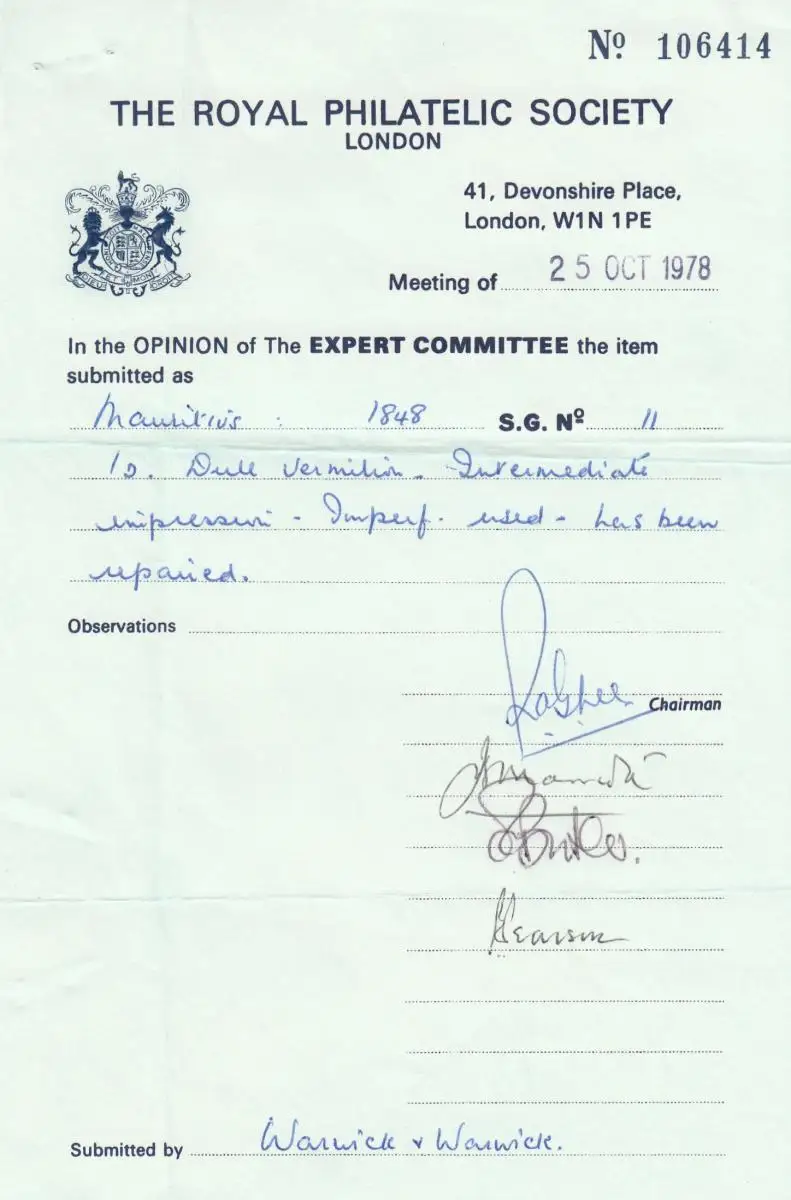 Nº 106414
THE ROYAL PHILATELIC SOCIETY
LONDON
41, Devonshire Place,
London, W1N 1PE
Meeting of 25 OCT 1978
In the OPINION of The EXPERT COMMITTEE the item
submitted as
Mauritius : 1848 S.G. Nº 11
1d. Dull vermilion. Intermediate
impression - Imperf. used - has been
repaired.
Observations
Chairman
Pearson
Submitted by Warwick & Warwick.